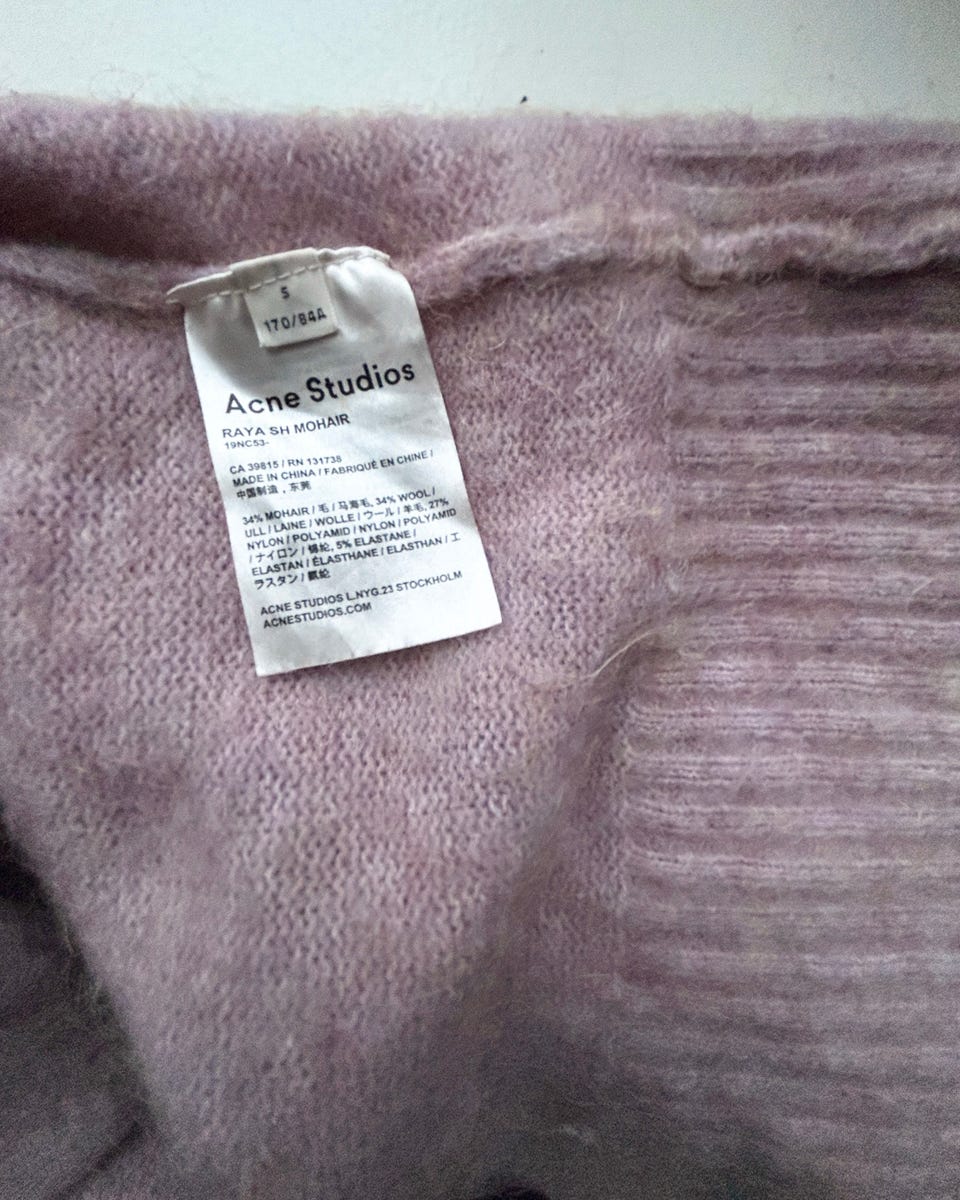 S
170/84A
Acne Studios
RAYA SH MOHAIR
19NC53-
CA 39815 / RN 131738
MADE IN CHINA / FABRIQUÉ EN CHINE /
中国制造，东莞
34% MOHAIR / 毛 / 马海毛, 34% WOOL /
ULL / LAINE / WOLLE / ウール / 羊毛, 27%
NYLON / POLYAMID / NYLON / POLYAMID
/ ナイロン / 锦纶, 5% ELASTANE /
ELASTAN / ÉLASTHANE / ELASTHAN / エ
ラスタン / 氨纶
ACNE STUDIOS L.NYG.23 STOCKHOLM
ACNESTUDIOS.COM